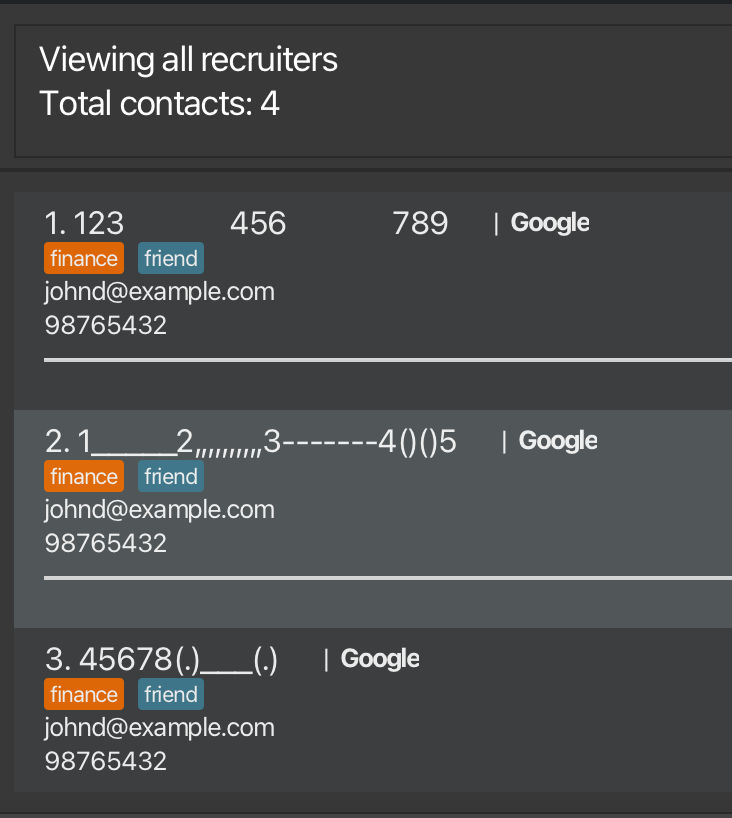 Viewing all recruiters
Total contacts: 4
1. 123 456 789 | Google
finance friend
johnd@example.com
98765432
2. 1_____2,,,,,,,,,,3-------4()()5 | Google
finance friend
johnd@example.com
98765432
3. 45678(.)___(.) | Google
finance friend
johnd@example.com
98765432